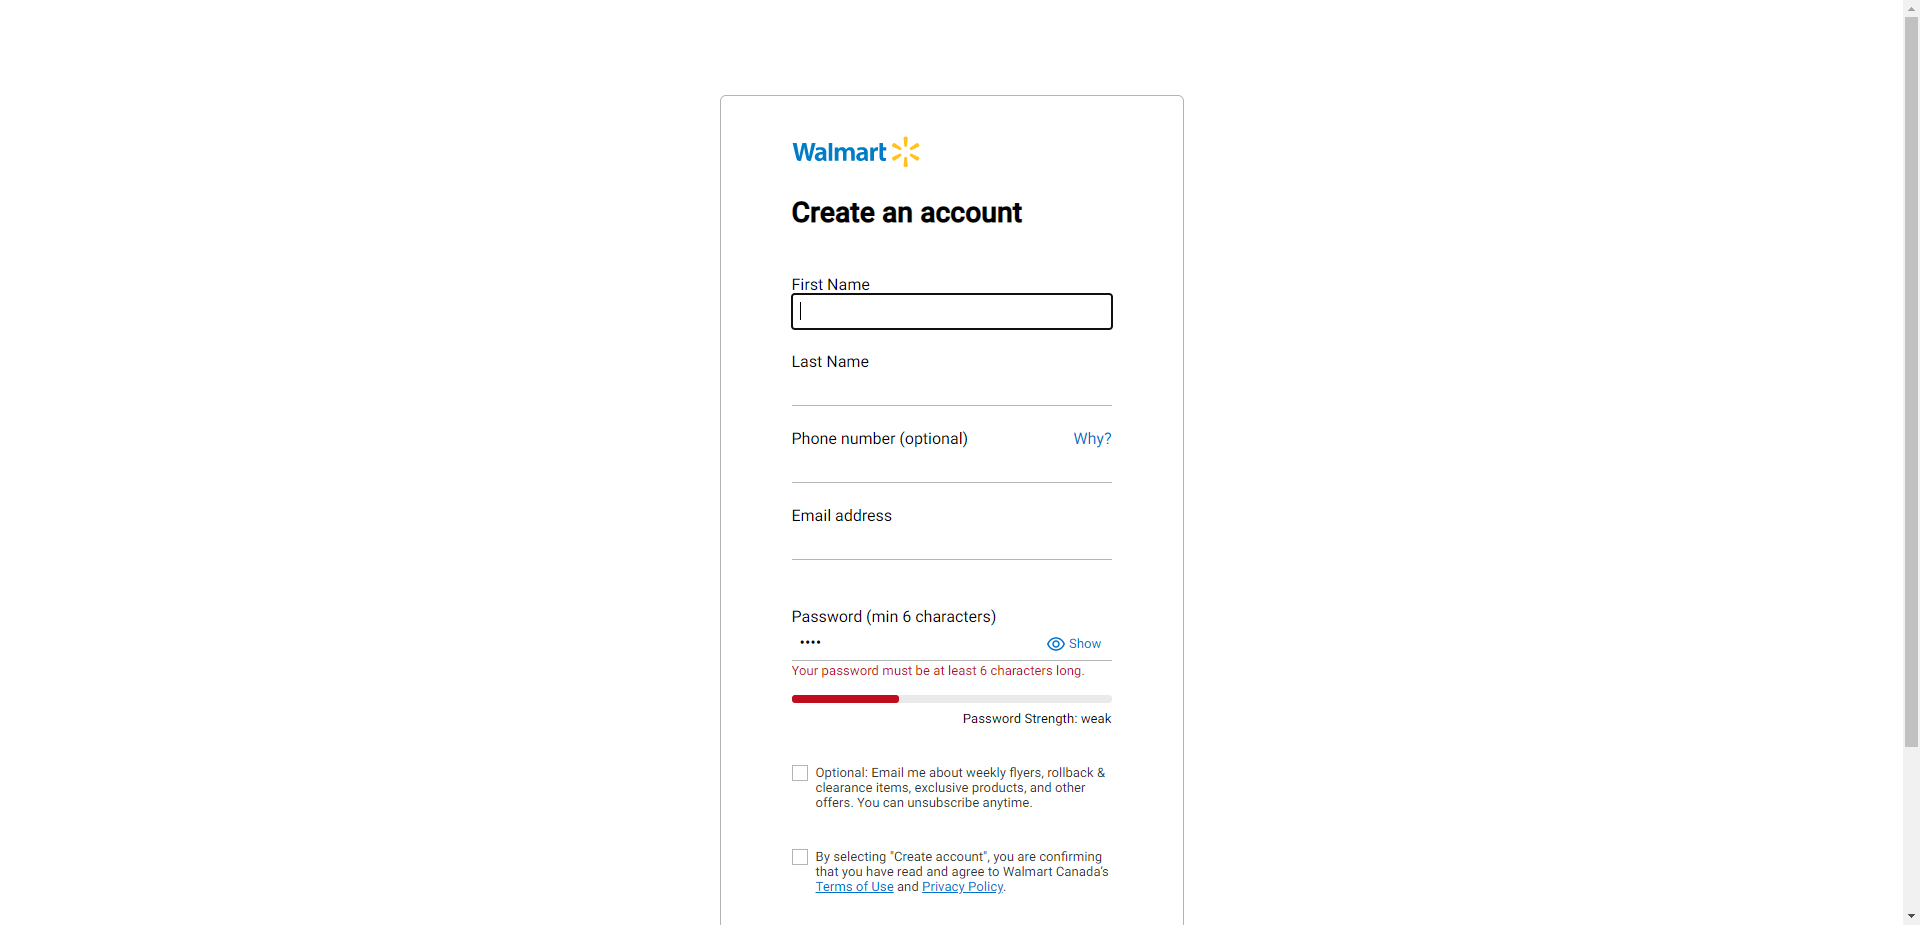 Walmart
Create an account
First Name
Last Name
Phone number (optional) Why?
Email address
Password (min 6 characters)
•••• Show
Your password must be at least 6 characters long.
Password Strength: weak
Optional: Email me about weekly flyers, rollback &
clearance items, exclusive products, and other
offers. You can unsubscribe anytime.
By selecting "Create account", you are confirming
that you have read and agree to Walmart Canada's
Terms of Use and Privacy Policy.